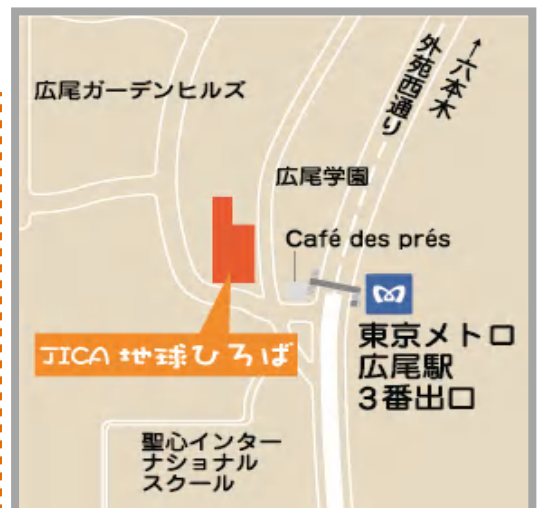 ↑六本木
外苑西通り
広尾ガーデンヒルズ
広尾学園
Café des prés
東京メトロ
広尾駅
3番出口
JICA 地球ひろば
聖心インター
ナショナル
スクール